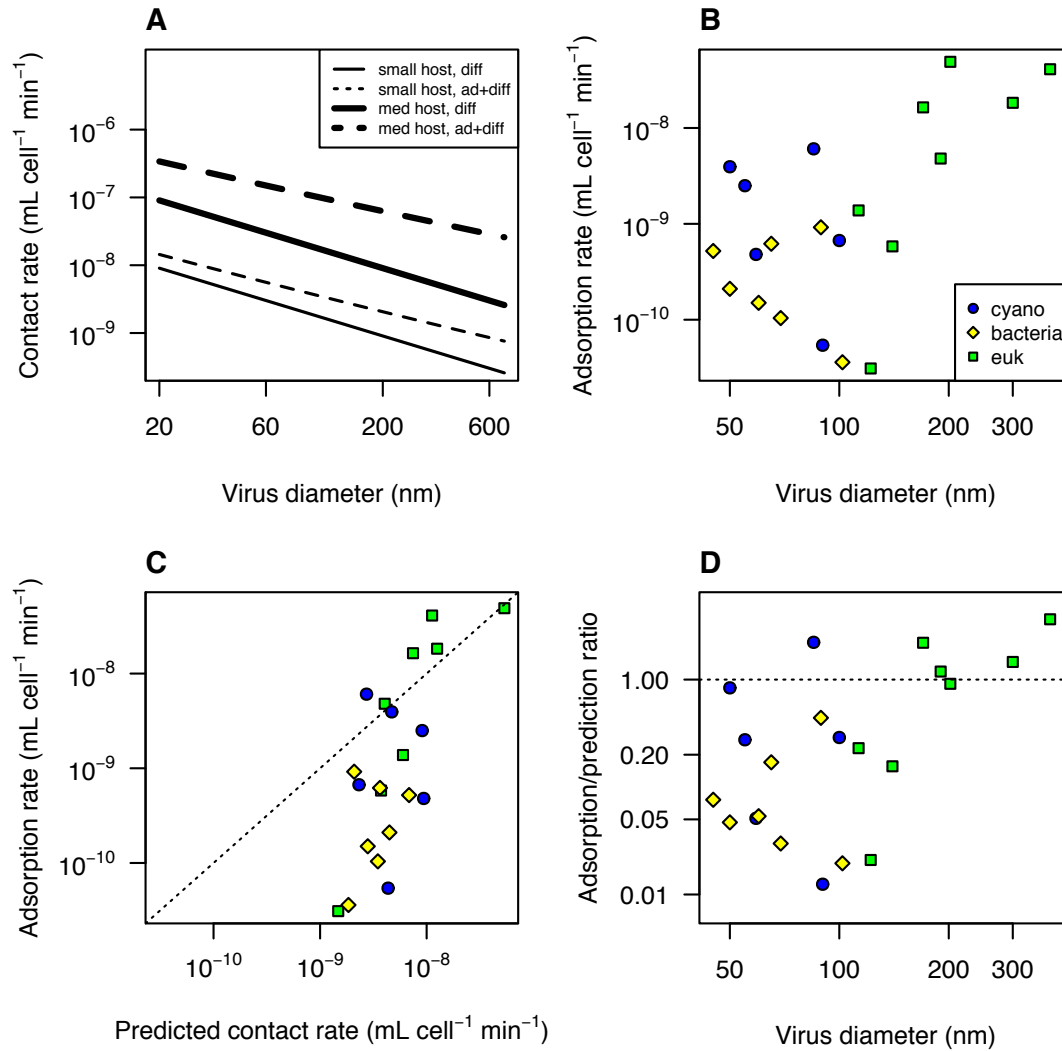 A
Contact rate (mL cell⁻¹ min⁻¹)
10⁻⁶
10⁻⁷
10⁻⁸
10⁻⁹
small host, diff
small host, ad+diff
med host, diff
med host, ad+diff
20 60 200 600
Virus diameter (nm)
B
Adsorption rate (mL cell⁻¹ min⁻¹)
10⁻⁸
10⁻⁹
10⁻¹⁰
cyano
bacteria
euk
50 100 200 300
Virus diameter (nm)
C
Adsorption rate (mL cell⁻¹ min⁻¹)
10⁻⁸
10⁻⁹
10⁻¹⁰
10⁻¹⁰ 10⁻⁹ 10⁻⁸
Predicted contact rate (mL cell⁻¹ min⁻¹)
D
Adsorption/prediction ratio
1.00
0.20
0.05
0.01
50 100 200 300
Virus diameter (nm)